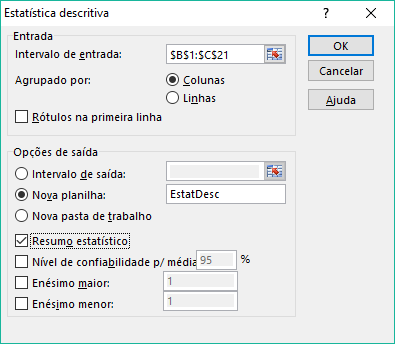 Estatística descritiva ? ×
Entrada
Intervalo de entrada: $B$1:$C$21
Agrupado por: Colunas
Linhas
Rótulos na primeira linha
OK
Cancelar
Ajuda
Opções de saída
Intervalo de saída:
Nova planilha: EstatDesc
Nova pasta de trabalho
Resumo estatístico
Nível de confiabilidade p/ média 95 %
Enésimo maior: 1
Enésimo menor: 1